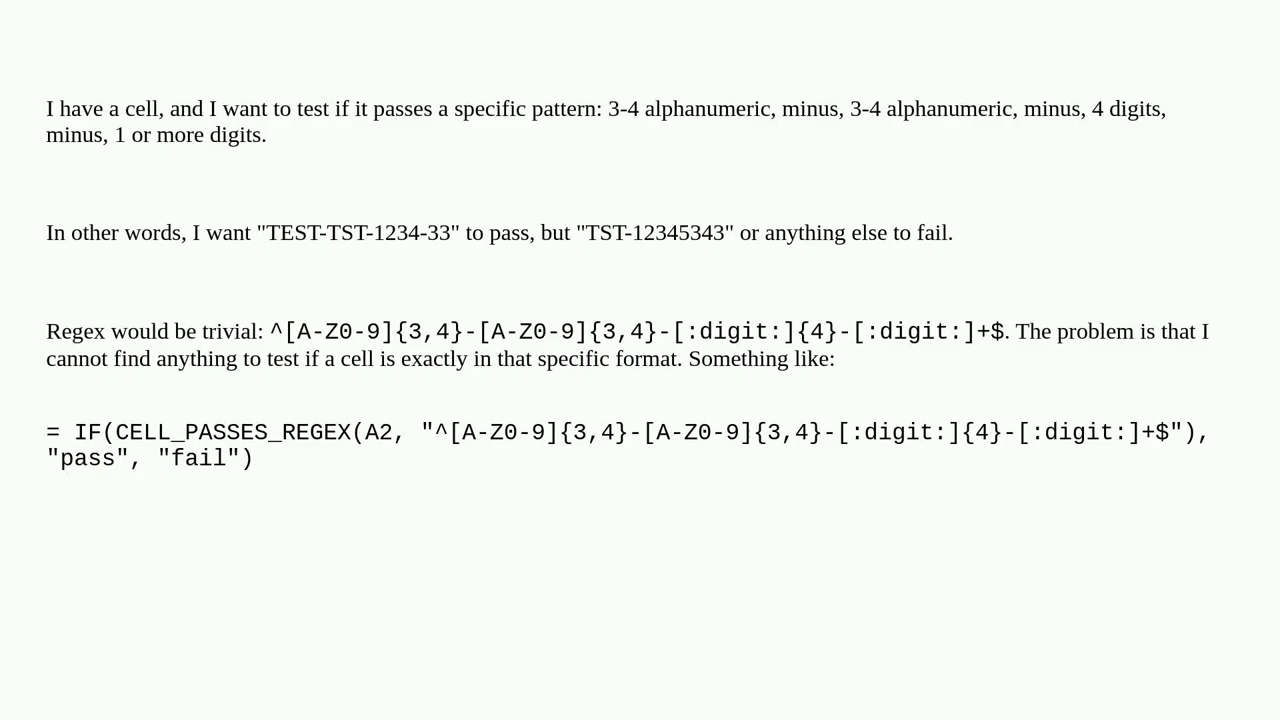 I have a cell, and I want to test if it passes a specific pattern: 3-4 alphanumeric, minus, 3-4 alphanumeric, minus, 4 digits,
minus, 1 or more digits.
In other words, I want "TEST-TST-1234-33" to pass, but "TST-12345343" or anything else to fail.
Regex would be trivial: ^[A-Z0-9]{3,4}-[A-Z0-9]{3,4}-[:digit:]{4}-[:digit:]+$. The problem is that I
cannot find anything to test if a cell is exactly in that specific format. Something like:
= IF(CELL_PASSES_REGEX(A2, "^[A-Z0-9]{3,4}-[A-Z0-9]{3,4}-[:digit:]{4}-[:digit:]+$"),
"pass", "fail")